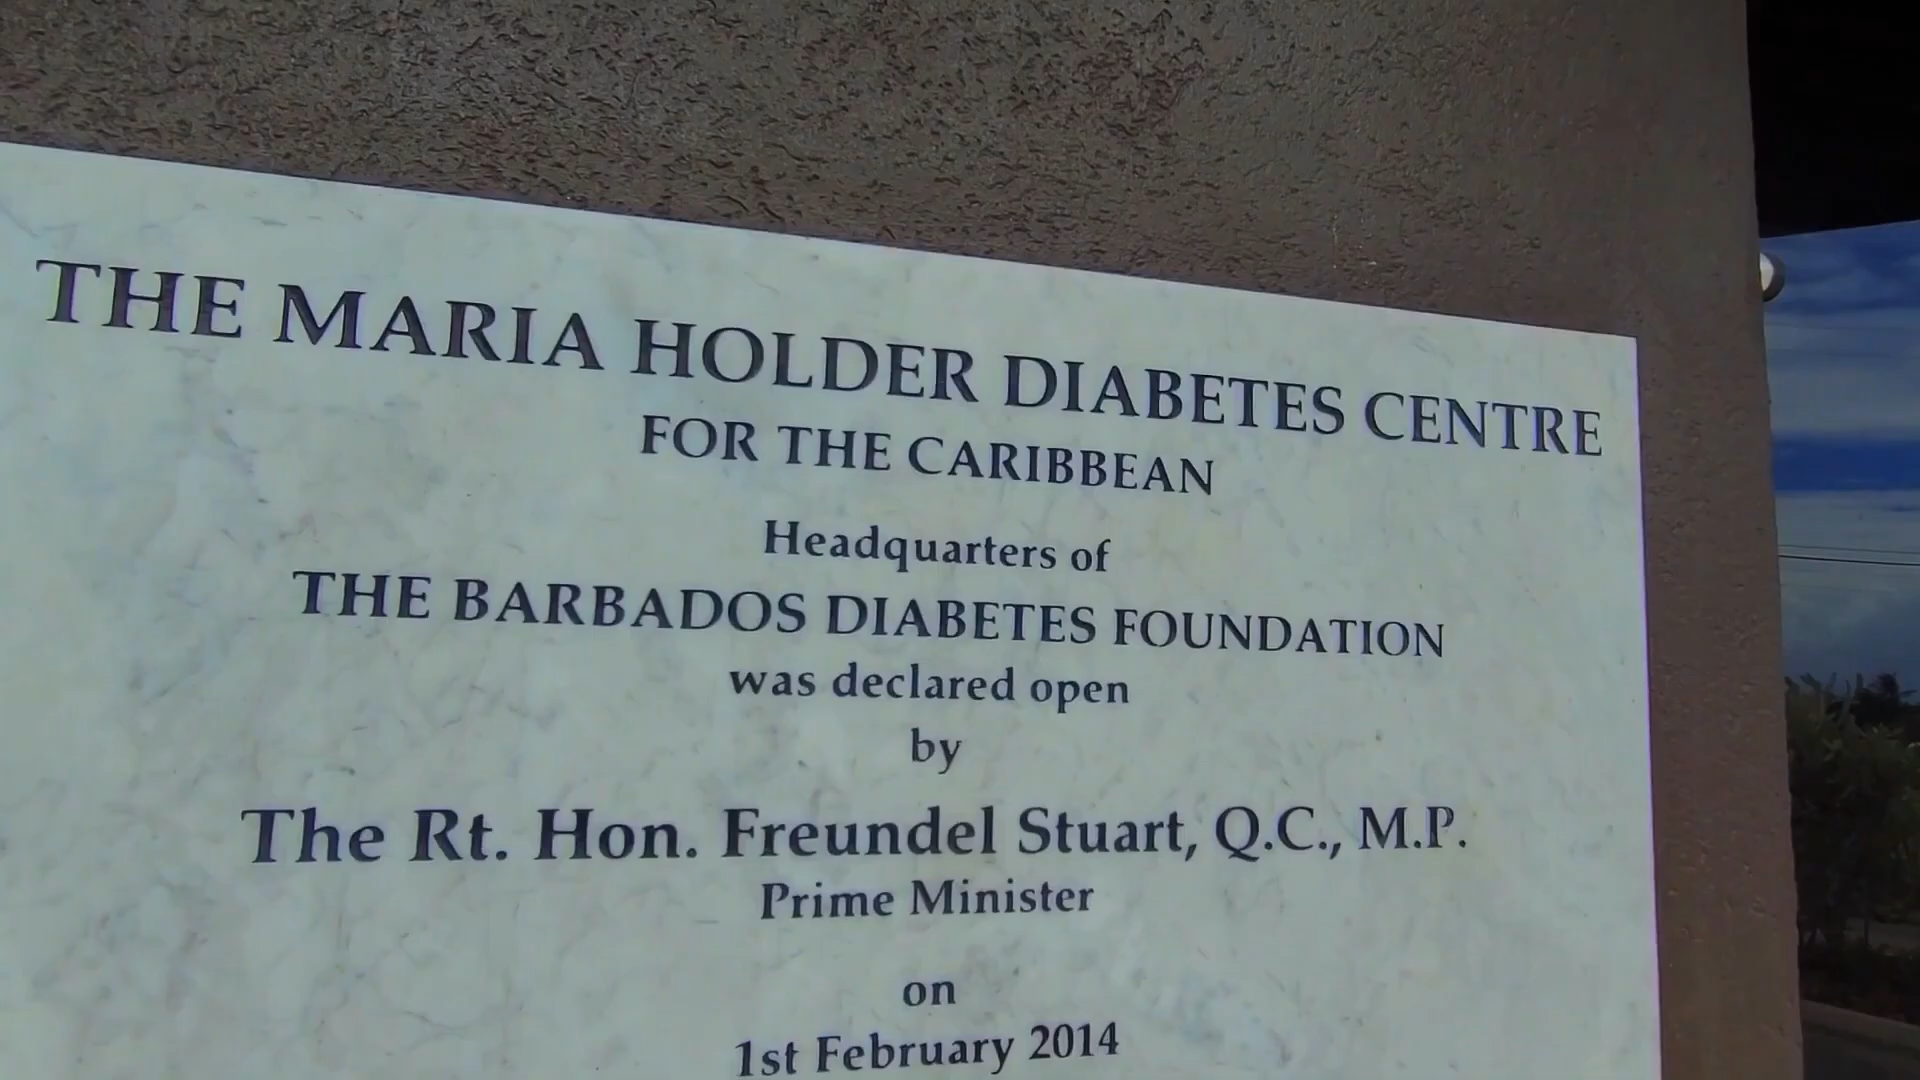 THE MARIA HOLDER DIABETES CENTRE
FOR THE CARIBBEAN
Headquarters of
THE BARBADOS DIABETES FOUNDATION
was declared open
by
The Rt. Hon. Freundel Stuart, Q.C., M.P.
Prime Minister
on
1st February 2014